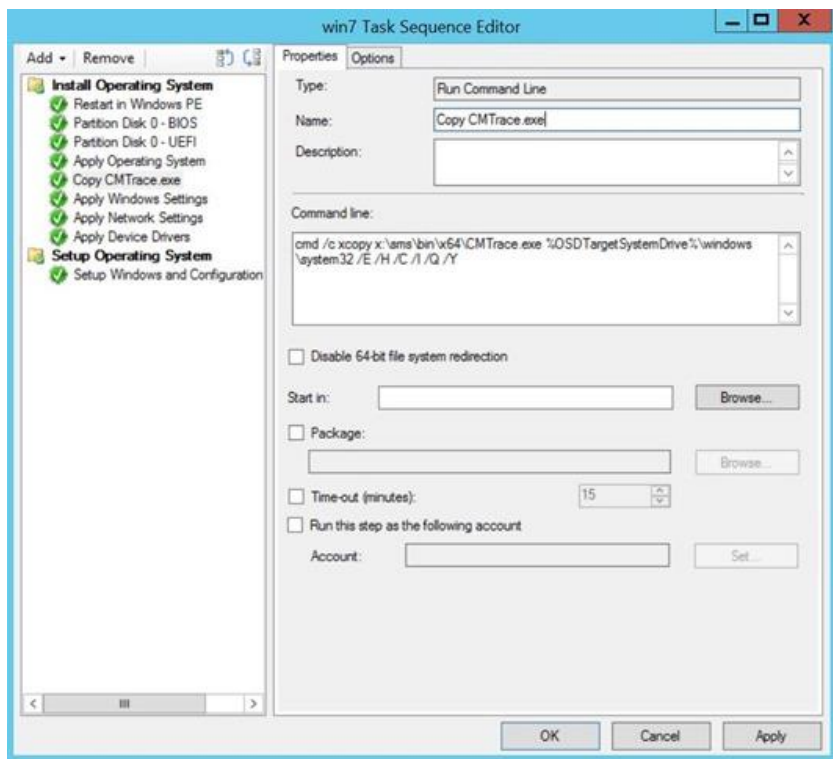 win7 Task Sequence Editor
Add
Remove
Install Operating System
Restart in Windows PE
Partition Disk 0 - BIOS
Partition Disk 0 - UEFI
Apply Operating System
Copy CMTrace.exe
Apply Windows Settings
Apply Network Settings
Apply Device Drivers
Setup Operating System
Setup Windows and Configuration
Properties
Options
Type:
Run Command Line
Name:
Copy CMTrace.exe
Description:
Command line:
cmd /c xcopy x:\sms\bin\x64\CMTrace.exe %OSDTargetSystemDrive%\windows
\system32 /E /H /C /I /Q /Y
Disable 64-bit file system redirection
Start in:
Browse...
Package:
Browse...
Time-out (minutes):
15
Run this step as the following account
Account:
Set...
OK
Cancel
Apply